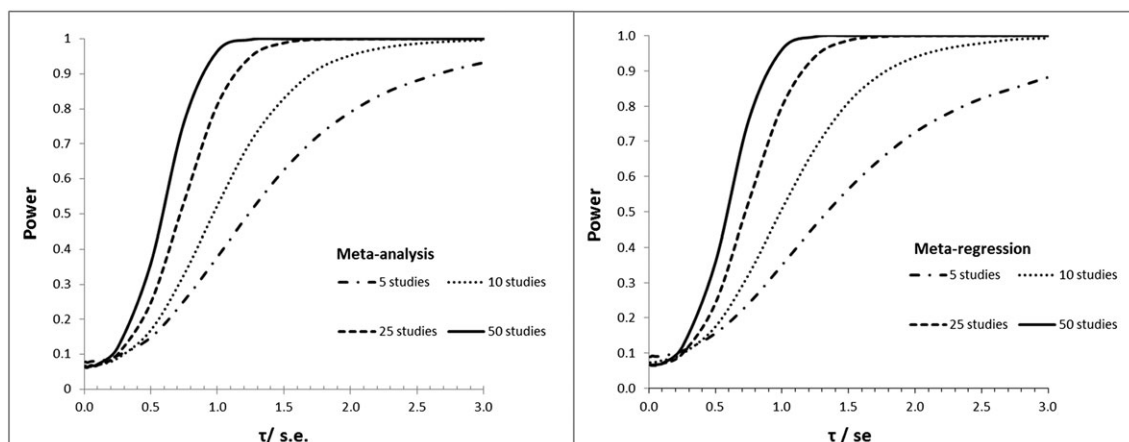 1
0.9
0.8
0.7
0.6
0.5
0.4
0.3
0.2
0.1
0
Power
Meta-analysis
5 studies 10 studies
25 studies 50 studies
0.0 0.5 1.0 1.5 2.0 2.5 3.0
τ/ s.e.
1.0
0.9
0.8
0.7
0.6
0.5
0.4
0.3
0.2
0.1
0.0
Power
Meta-regression
5 studies 10 studies
25 studies 50 studies
0.0 0.5 1.0 1.5 2.0 2.5 3.0
τ / se